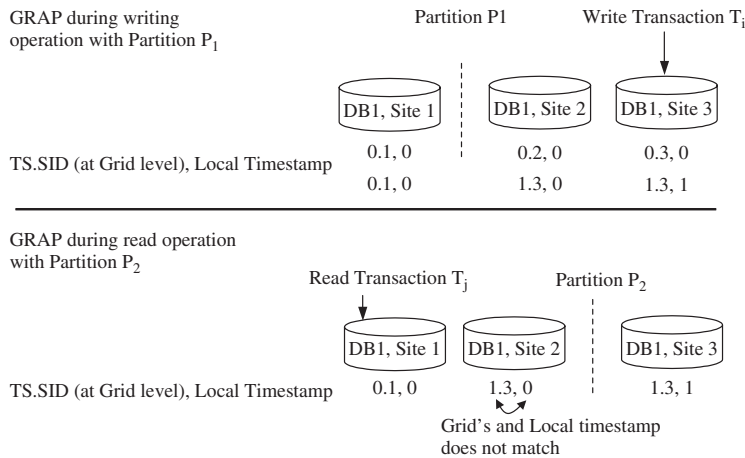 GRAP during writing
operation with Partition P1
Partition P1
Write Transaction Ti
DB1, Site 1
DB1, Site 2
DB1, Site 3
TS.SID (at Grid level), Local Timestamp
0.1, 0
0.2, 0
0.3, 0
0.1, 0
1.3, 0
1.3, 1
GRAP during read operation
with Partition P2
Read Transaction Tj
Partition P2
DB1, Site 1
DB1, Site 2
DB1, Site 3
TS.SID (at Grid level), Local Timestamp
0.1, 0
1.3, 0
1.3, 1
Grid's and Local timestamp
does not match